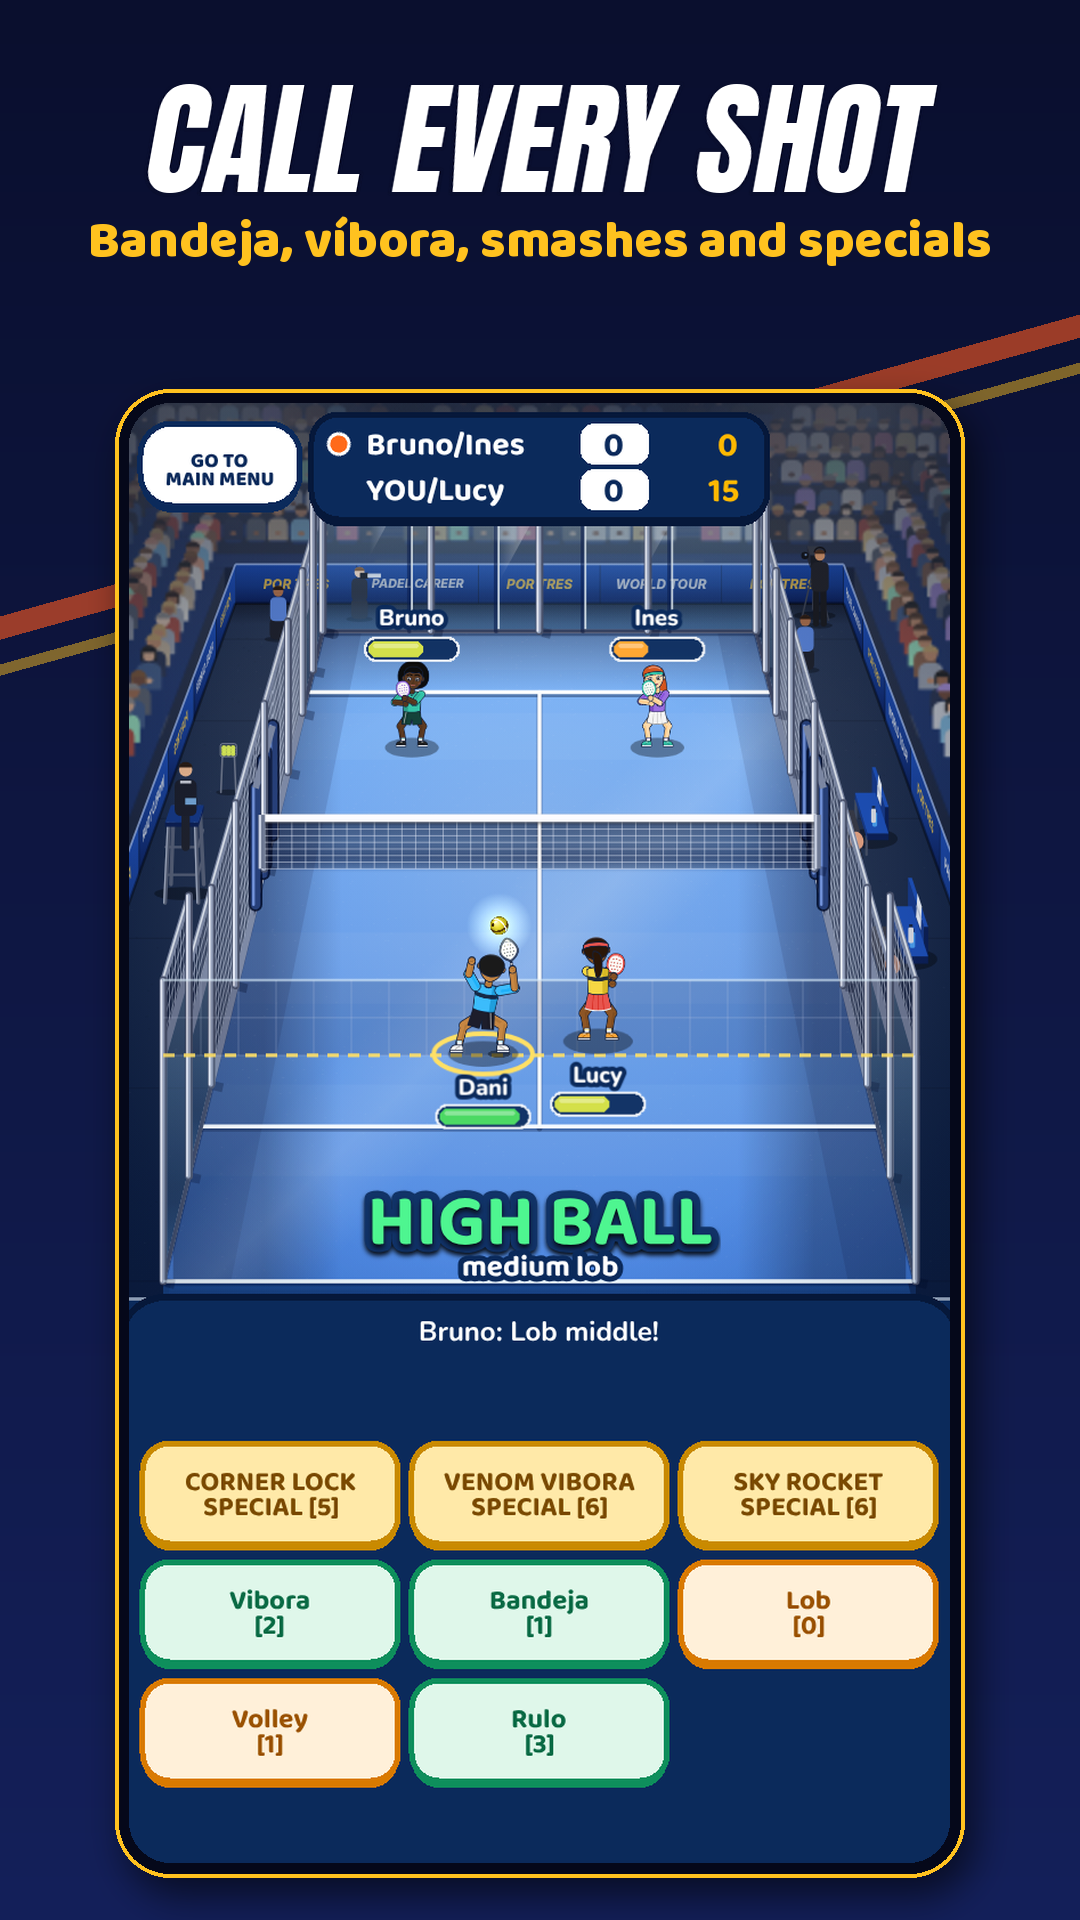 CALL EVERY SHOT
Bandeja, víbora, smashes and specials
GO TO
MAIN MENU
Bruno/Ines 0 0
YOU/Lucy 0 15
PADEL CAREER
WORLD TOUR
Bruno
Ines
Dani
Lucy
HIGH BALL
medium lob
Bruno: Lob middle!
CORNER LOCK
SPECIAL [5]
VENOM VIBORA
SPECIAL [6]
SKY ROCKET
SPECIAL [6]
Vibora
[2]
Bandeja
[1]
Lob
[0]
Volley
[1]
Rulo
[3]